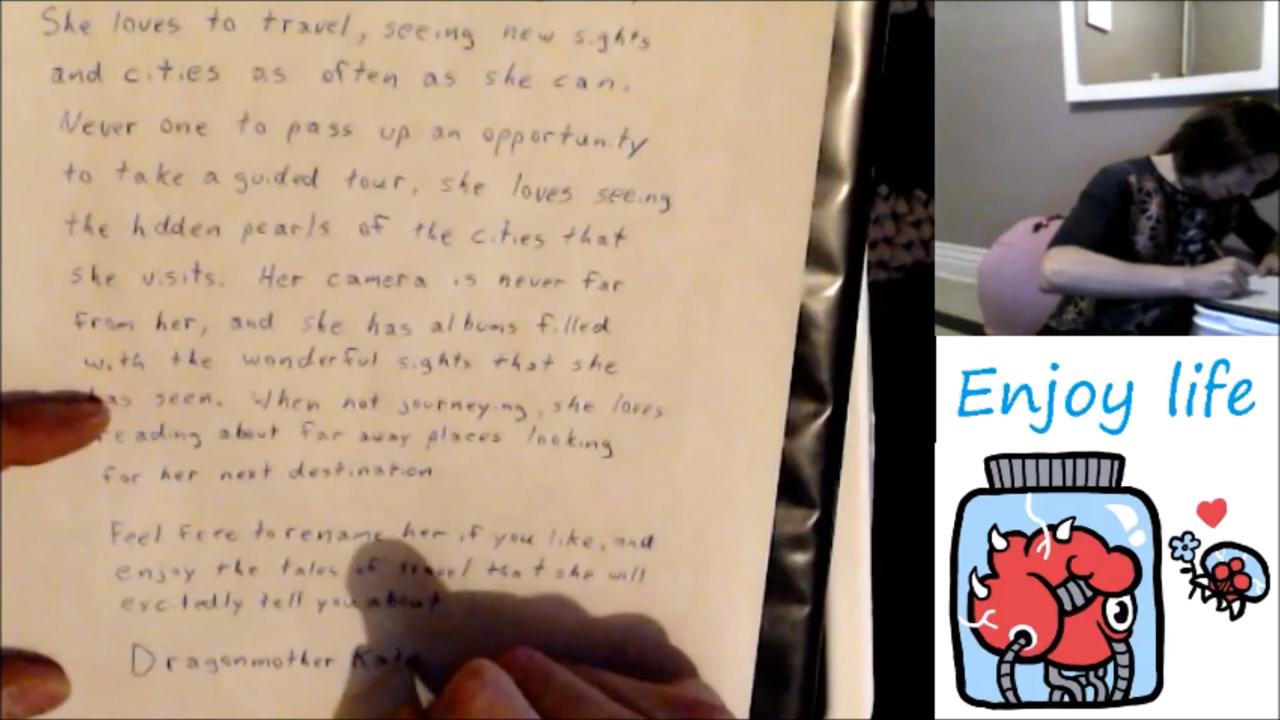 She loves to travel, seeing new sights
and cities as often as she can.
Never one to pass up an opportunity
to take a guided tour, she loves seeing
the hdden pearls of the cities that
she visits. Her camera is never far
from her, and she has albums filled
with the wonderful sights that she
has seen. When not journeying, she loves
reading about far away places looking
for her next destination
Feel free to rename her if you like, and
enjoy the tales of travel that she will
excitedly tell you about
Dragonmother Kate
Enjoy life